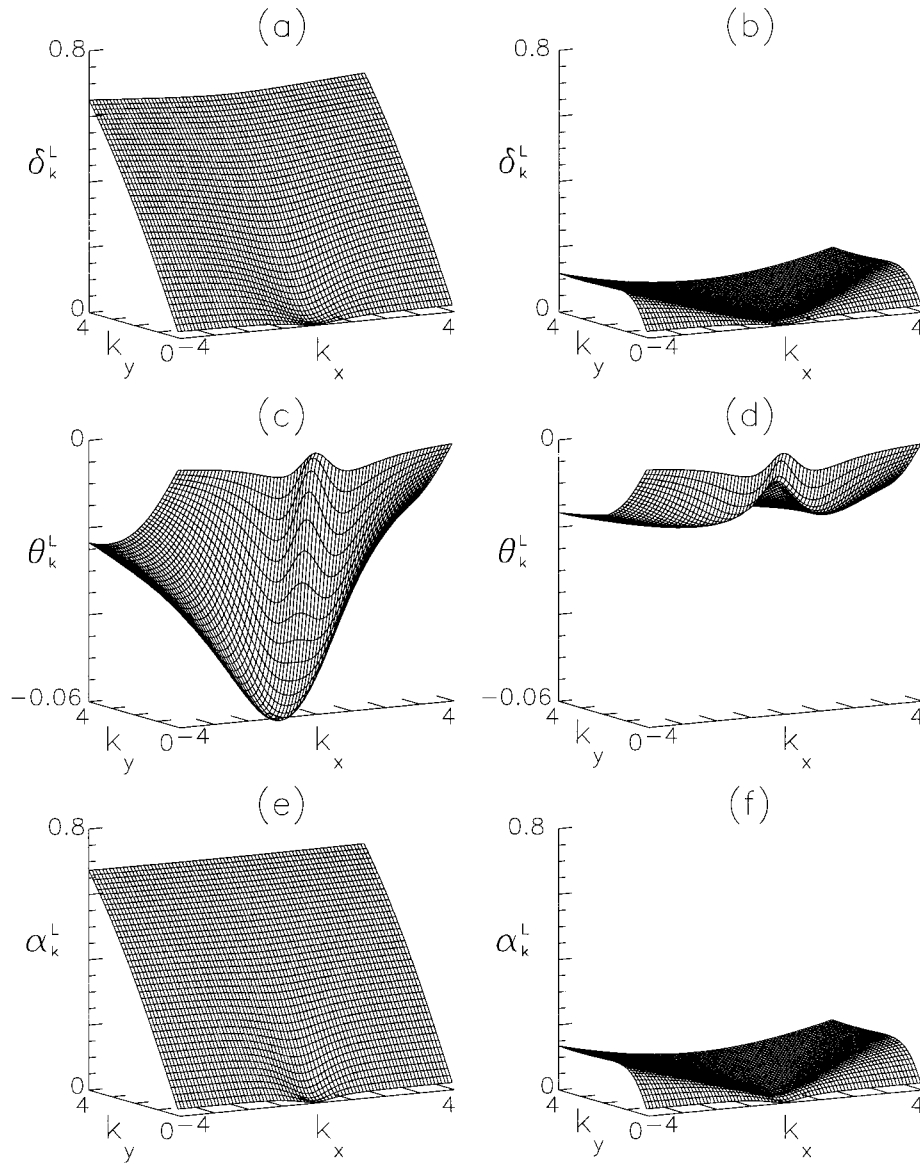 (a) (b)
0.8 0.8
δ_k^L δ_k^L
0 0
4 4 4 4
k_y 0 -4 k_x k_y 0 -4 k_x
(c) (d)
0 0
θ_k^L θ_k^L
-0.06 -0.06
4 4 4 4
k_y 0 -4 k_x k_y 0 -4 k_x
(e) (f)
0.8 0.8
α_k^L α_k^L
0 0
4 4 4 4
k_y 0 -4 k_x k_y 0 -4 k_x